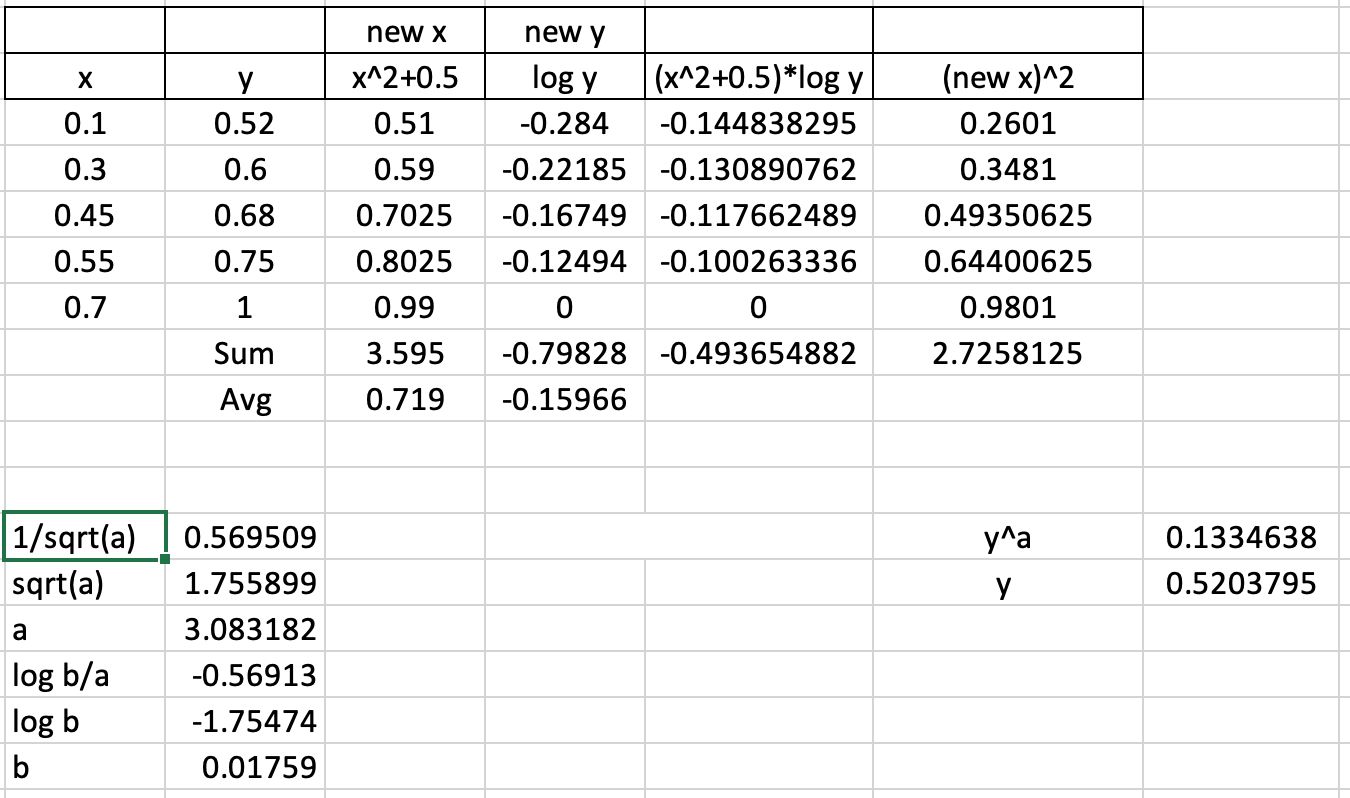 new x new y
x y x^2+0.5 log y (x^2+0.5)*log y (new x)^2
0.1 0.52 0.51 -0.284 -0.144838295 0.2601
0.3 0.6 0.59 -0.22185 -0.130890762 0.3481
0.45 0.68 0.7025 -0.16749 -0.117662489 0.49350625
0.55 0.75 0.8025 -0.12494 -0.100263336 0.64400625
0.7 1 0.99 0 0 0.9801
Sum 3.595 -0.79828 -0.493654882 2.7258125
Avg 0.719 -0.15966
1/sqrt(a) 0.569509 y^a 0.1334638
sqrt(a) 1.755899 y 0.5203795
a 3.083182
log b/a -0.56913
log b -1.75474
b 0.01759